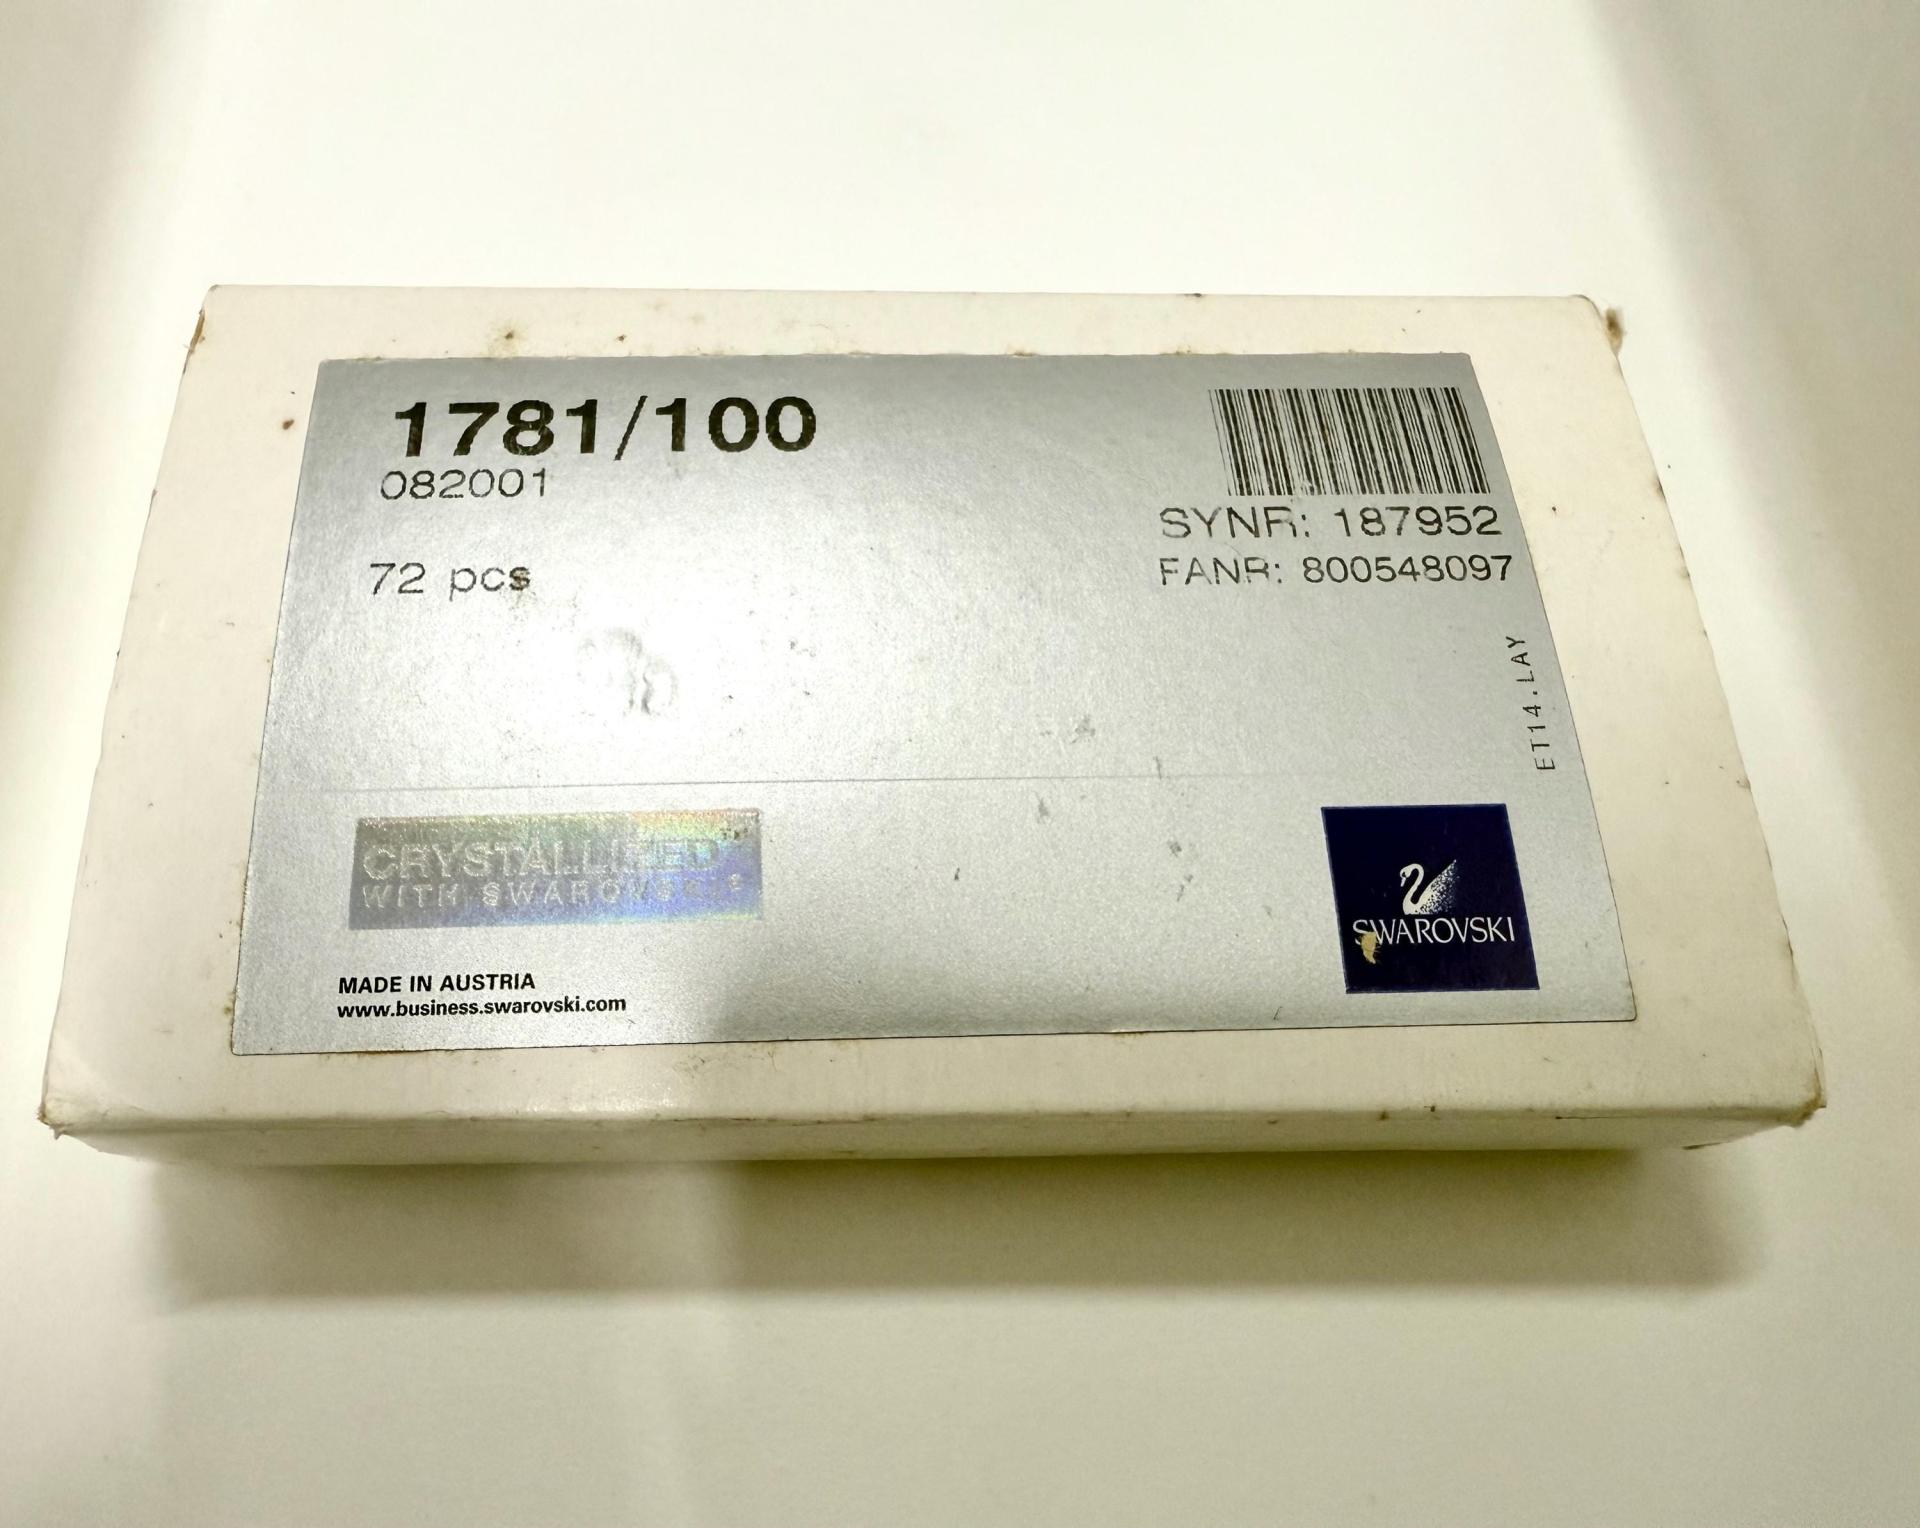 1781/100
082001
72 pcs
SYNR: 187952
FANR: 800548097
ET14.LAY
CRYSTALLIZED™
WITH SWAROVSKI
MADE IN AUSTRIA
www.business.swarovski.com
SWAROVSKI